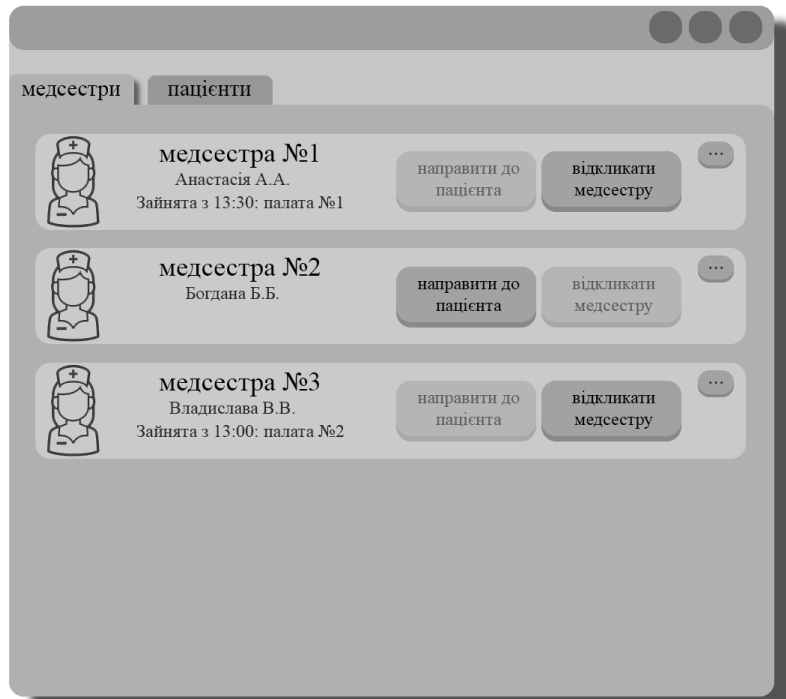 медсестри
пацієнти
медсестра №1
Анастасія А.А.
Зайнята з 13:30: палата №1
направити до
пацієнта
відкликати
медсестру
...
медсестра №2
Богдана Б.Б.
направити до
пацієнта
відкликати
медсестру
...
медсестра №3
Владислава В.В.
Зайнята з 13:00: палата №2
направити до
пацієнта
відкликати
медсестру
...